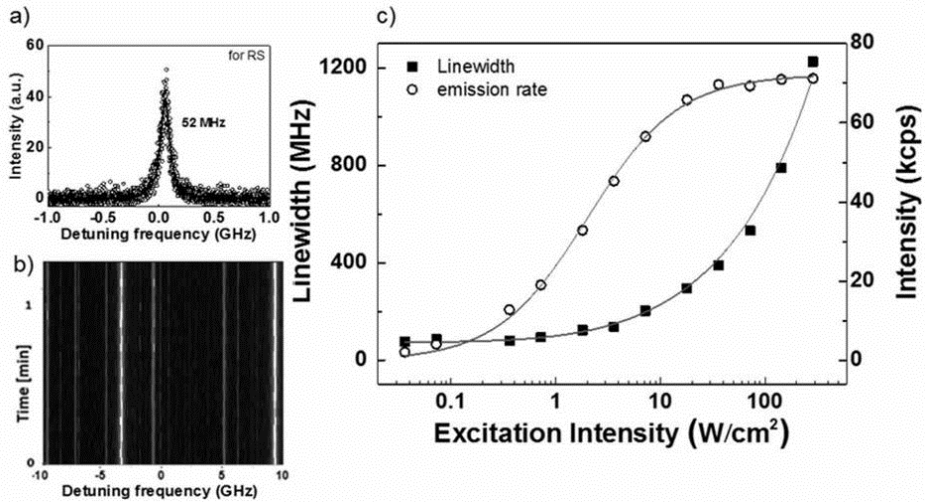 a)
60
40
20
0
Intensity (a.u.)
for RS
52 MHz
-1.0 -0.5 0.0 0.5 1.0
Detuning frequency (GHz)
b)
1
0
Time [min]
-10 -5 0 5 10
Detuning frequency (GHz)
c)
1200
800
400
0
Linewidth (MHz)
Linewidth
emission rate
80
60
40
20
0
Intensity (kcps)
0.1 1 10 100
Excitation Intensity (W/cm²)